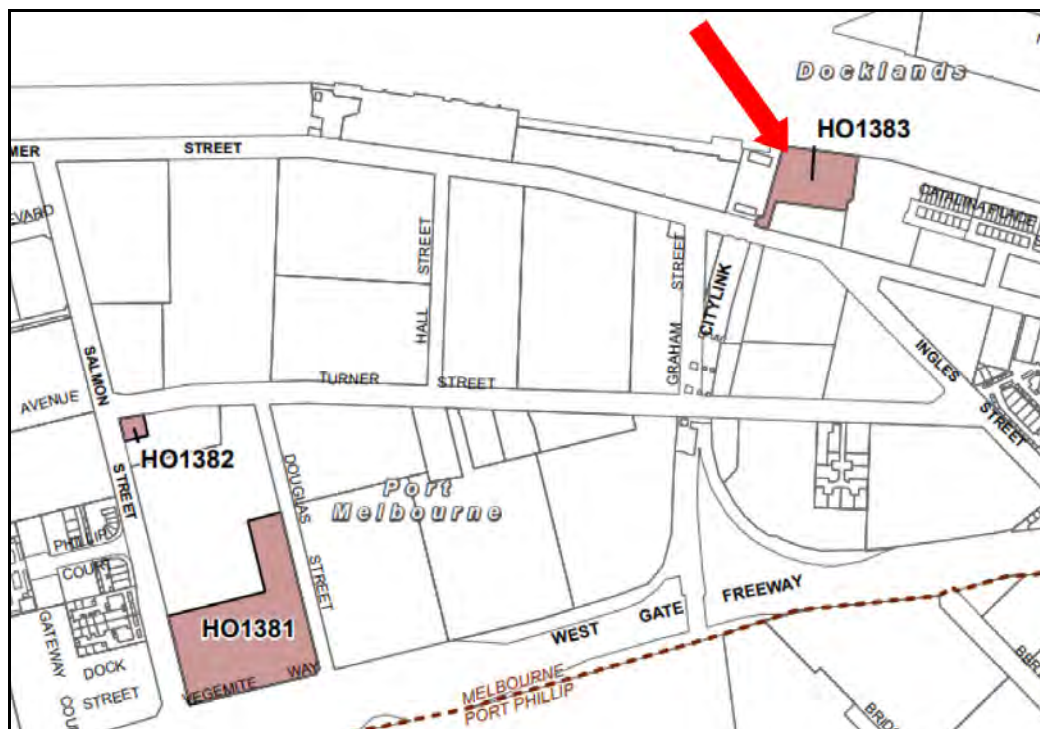 Docklands
HO1383
MER
STREET
CATALINA PLACE
EVARD
HALL
STREET
GRAHAM
STREET
CITYLINK
INGLES
STREET
SALMON
STREET
AVENUE
TURNER
STREET
HO1382
DOUGLAS
STREET
Port
Melbourne
PHILLIP
COURT
GATEWAY
COU
DOCK
STREET
HO1381
VEGEMITE WAY
WEST GATE FREEWAY
MELBOURNE
PORT PHILLIP
BRID